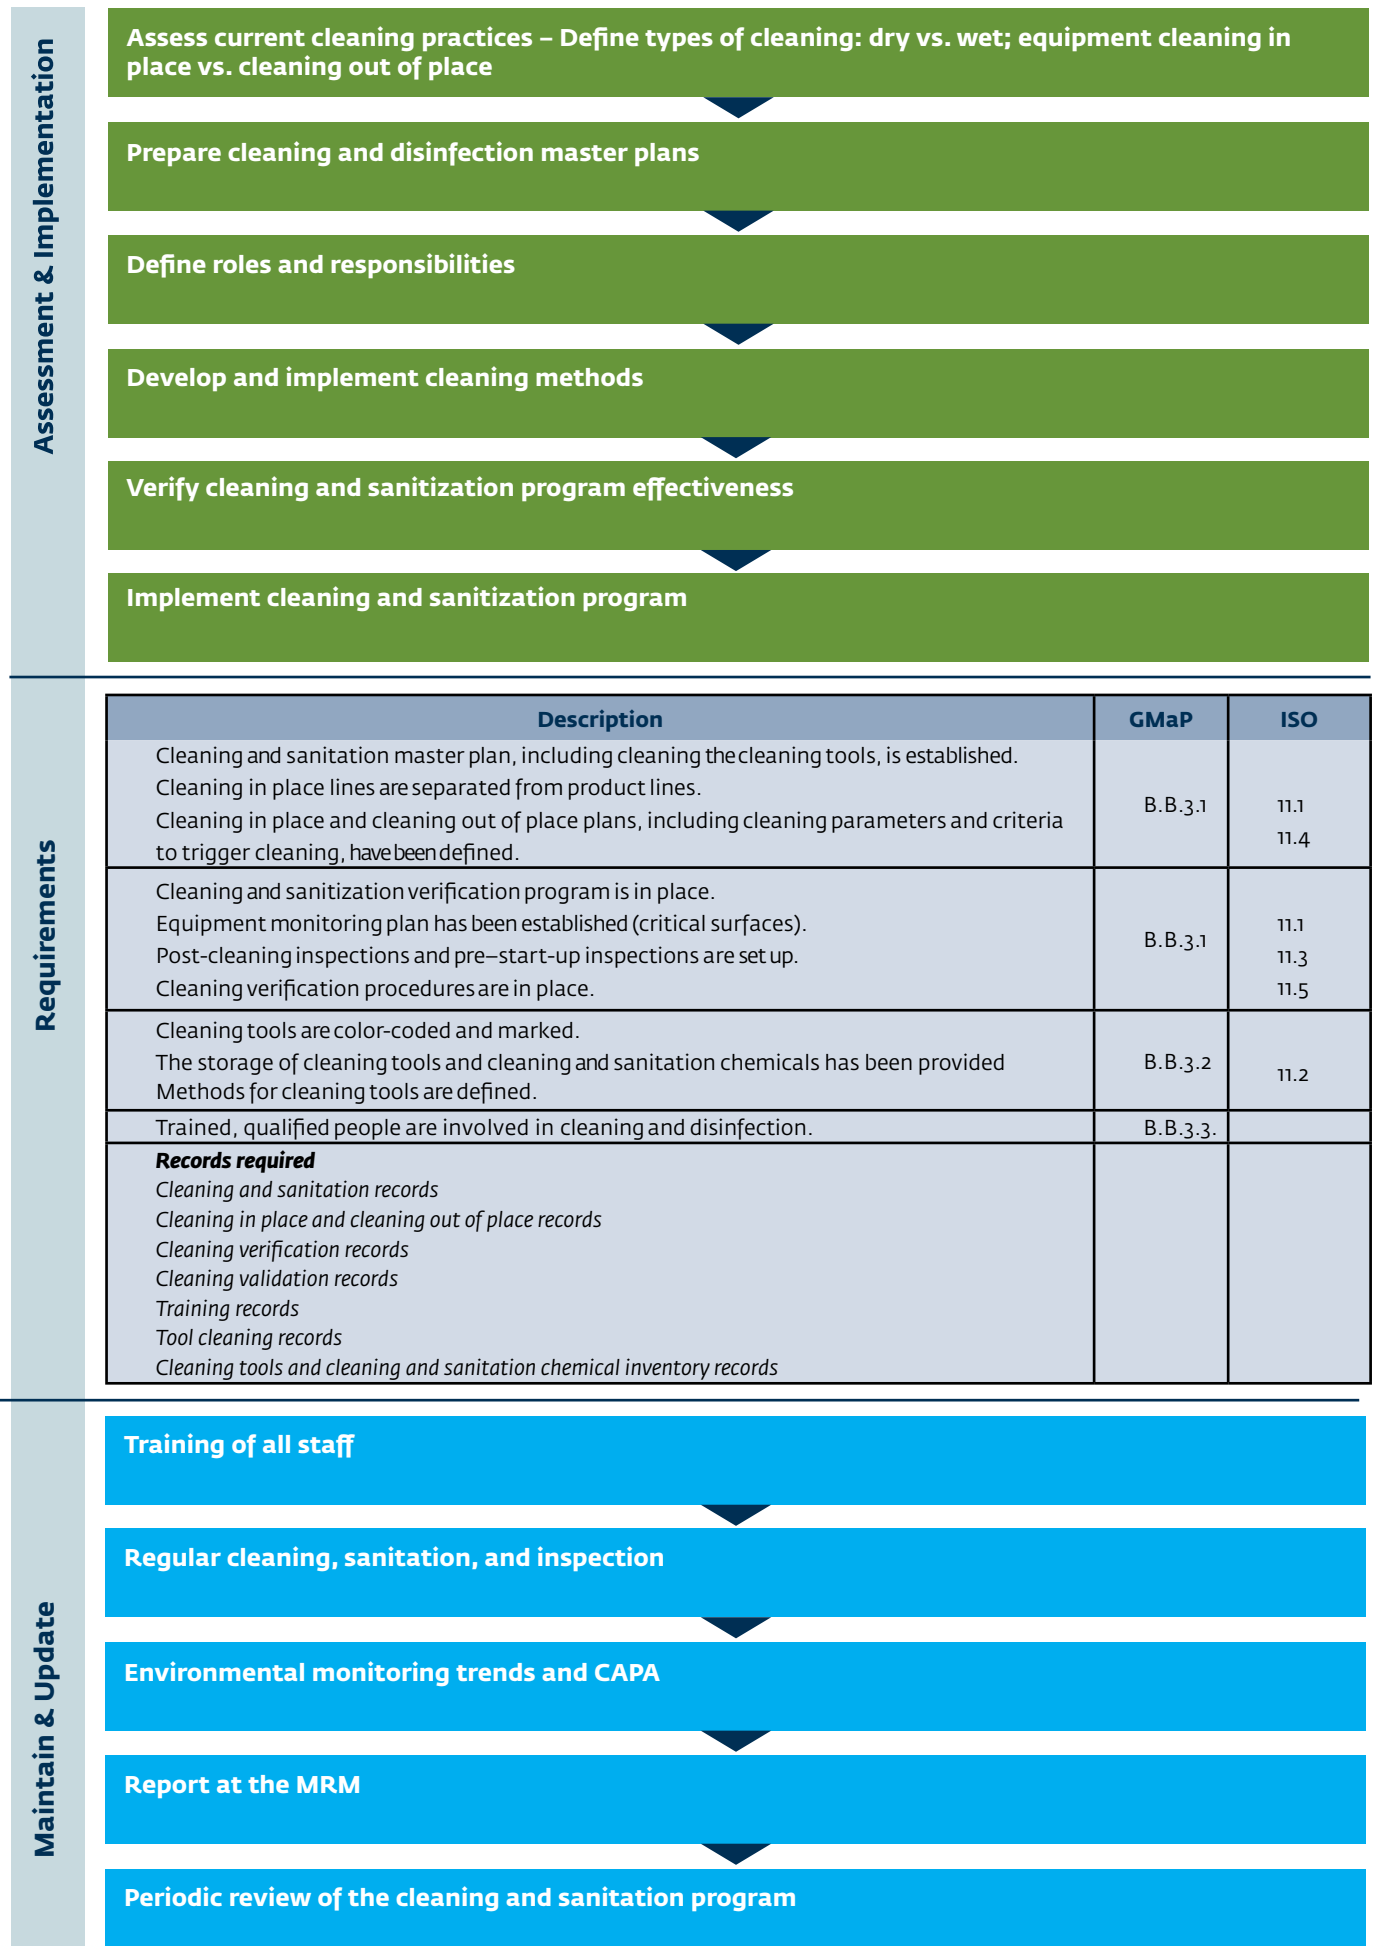 Assessment & Implementation
Assess current cleaning practices – Define types of cleaning: dry vs. wet; equipment cleaning in
place vs. cleaning out of place
Prepare cleaning and disinfection master plans
Define roles and responsibilities
Develop and implement cleaning methods
Verify cleaning and sanitization program effectiveness
Implement cleaning and sanitization program
Requirements
Description GMaP ISO
Cleaning and sanitation master plan, including cleaning the cleaning tools, is established.
Cleaning in place lines are separated from product lines.
Cleaning in place and cleaning out of place plans, including cleaning parameters and criteria
to trigger cleaning, have been defined.
B.B.3.1
11.1
11.4
Cleaning and sanitization verification program is in place.
Equipment monitoring plan has been established (critical surfaces).
Post-cleaning inspections and pre–start-up inspections are set up.
Cleaning verification procedures are in place.
B.B.3.1
11.1
11.3
11.5
Cleaning tools are color-coded and marked.
The storage of cleaning tools and cleaning and sanitation chemicals has been provided
Methods for cleaning tools are defined.
B.B.3.2
11.2
Trained, qualified people are involved in cleaning and disinfection. B.B.3.3.
Records required
Cleaning and sanitation records
Cleaning in place and cleaning out of place records
Cleaning verification records
Cleaning validation records
Training records
Tool cleaning records
Cleaning tools and cleaning and sanitation chemical inventory records
Maintain & Update
Training of all staff
Regular cleaning, sanitation, and inspection
Environmental monitoring trends and CAPA
Report at the MRM
Periodic review of the cleaning and sanitation program